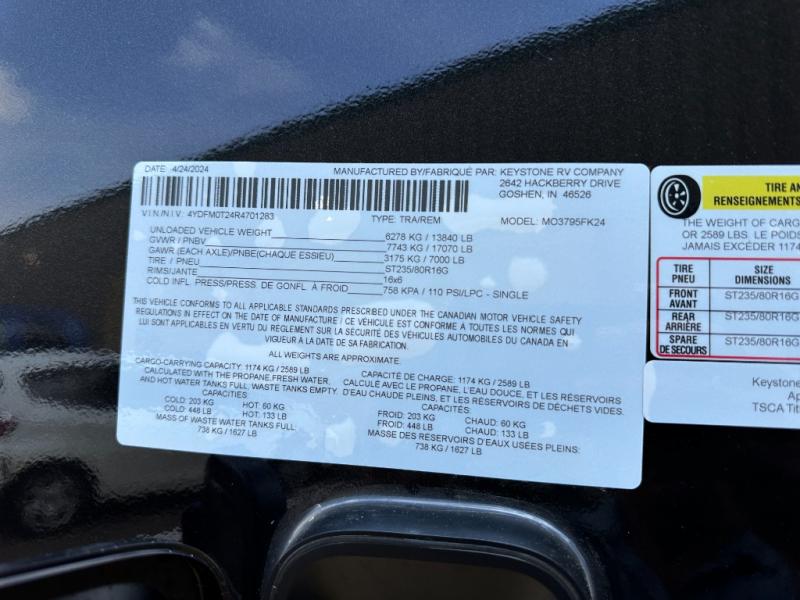 DATE: 4/24/2024
MANUFACTURED BY/FABRIQUÉ PAR: KEYSTONE RV COMPANY
2642 HACKBERRY DRIVE
GOSHEN, IN 46526
V.I.N/N.I.V.: 4YDFM0T24R4701283
TYPE: TRA/REM
MODEL: MO3795FK24
UNLOADED VEHICLE WEIGHT 6278 KG / 13840 LB
GVWR / PNBV 7743 KG / 17070 LB
GAWR (EACH AXLE)/PNBE(CHAQUE ESSIEU) 3175 KG / 7000 LB
TIRE / PNEU ST235/80R16G
RIMS/JANTE 16x6
COLD INFL. PRESS/PRESS. DE GONFL. À FROID 758 KPA / 110 PSI/LPC - SINGLE
THIS VEHICLE CONFORMS TO ALL APPLICABLE STANDARDS PRESCRIBED UNDER THE CANADIAN MOTOR VEHICLE SAFETY
REGULATIONS IN EFFECT ON THE DATE OF MANUFACTURE / CE VÉHICULE EST CONFORME A TOUTES LES NORMES QUI
LUI SONT APPLICABLES EN VERTU DU RÈGLEMENT SUR LA SÉCURITÉ DES VÉHICULES AUTOMOBILES DU CANADA EN
VIGUEUR À LA DATE DE SA FABRICATION.
ALL WEIGHTS ARE APPROXIMATE.
CARGO-CARRYING CAPACITY: 1174 KG / 2589 LB
CALCULATED WITH THE PROPANE,FRESH WATER,
AND HOT WATER TANKS FULL, WASTE TANKS EMPTY.
CAPACITIES:
COLD: 203 KG HOT: 60 KG
COLD: 448 LB HOT: 133 LB
MASS OF WASTE WATER TANKS FULL:
738 KG / 1627 LB
CAPACITÉ DE CHARGE: 1174 KG / 2589 LB
CALCULÉ AVEC LE PROPANE, L'EAU DOUCE, ET LES RÉSERVOIRS
D'EAU CHAUDE PLEINS, ET LES RÉSERVOIRS DE DÉCHETS VIDES.
CAPACITÉS:
FROID: 203 KG CHAUD: 60 KG
FROID: 448 LB CHAUD: 133 LB
MASSE DES RÉSERVOIRS D'EAUX USÉES PLEINS:
738 KG / 1627 LB
TIRE AN
RENSEIGNEMENTS
THE WEIGHT OF CARGO
OR 2589 LBS. LE POIDS
JAMAIS EXCÉDER 1174
TIRE SIZE
PNEU DIMENSIONS
FRONT ST235/80R16G
AVANT
REAR ST235/80R16G
ARRIÈRE
SPARE ST235/80R16G
DE SECOURS
Keystone
Ap
TSCA Tit